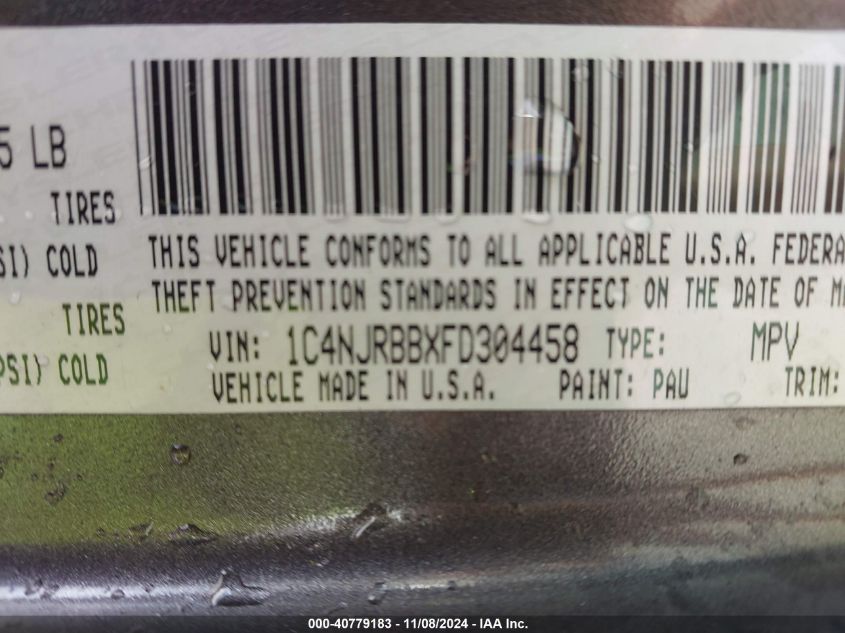 5 LB
TIRES
SI) COLD
TIRES
PSI) COLD
THIS VEHICLE CONFORMS TO ALL APPLICABLE U.S.A. FEDERA
THEFT PREVENTION STANDARDS IN EFFECT ON THE DATE OF M
VIN: 1C4NJRBBXFD304458 TYPE: MPV
VEHICLE MADE IN U.S.A. PAINT: PAU TRIM:
000-40779183 - 11/08/2024 - IAA Inc.